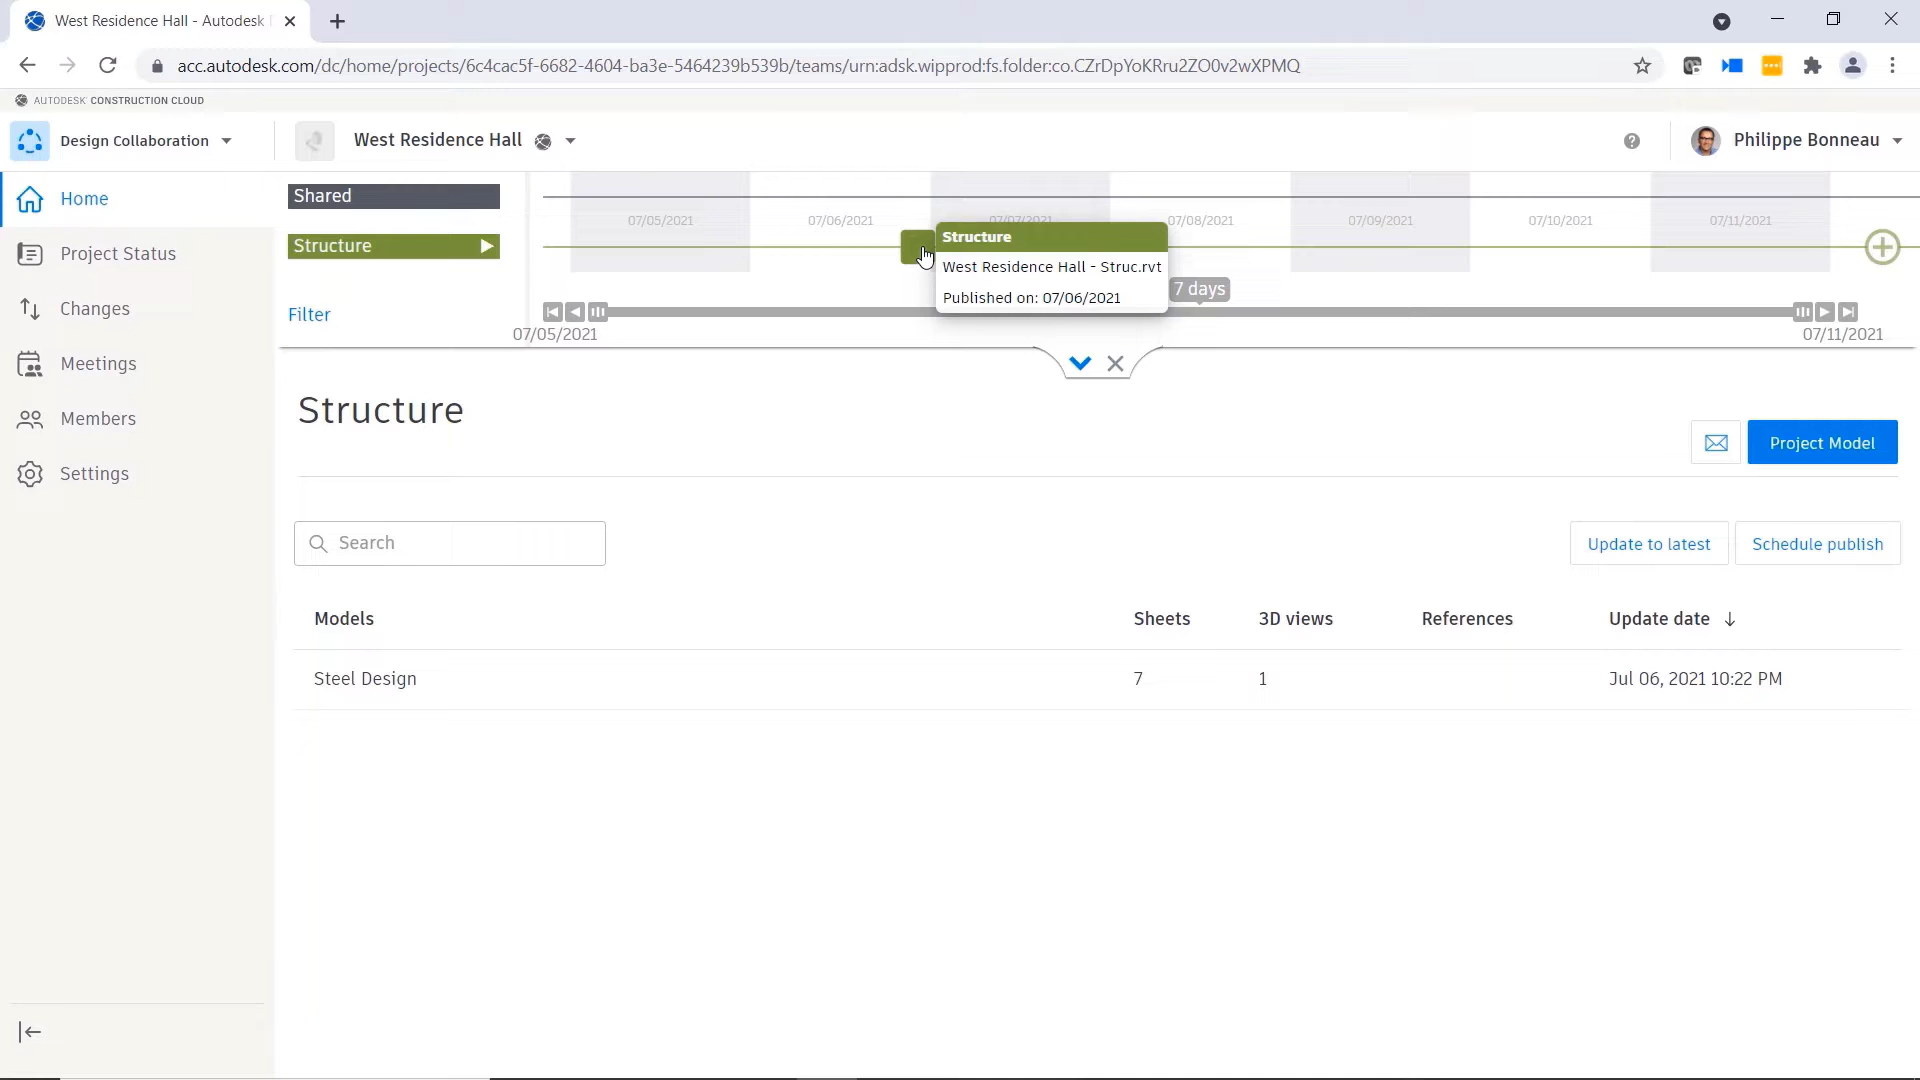 West Residence Hall - Autodesk
acc.autodesk.com/dc/home/projects/6c4cac5f-6682-4604-ba3e-5464239b539b/teams/urn:adsk.wipprod:fs.folder:co.CZrDpYoKRru2ZO0v2wXPMQ
AUTODESK CONSTRUCTION CLOUD
Design Collaboration
West Residence Hall
Philippe Bonneau
Home
Project Status
Changes
Meetings
Members
Settings
Shared
07/05/2021 07/06/2021 07/07/2021 07/08/2021 07/09/2021 07/10/2021 07/11/2021
Structure
Structure
West Residence Hall - Struc.rvt
Published on: 07/06/2021
7 days
Filter
07/05/2021 07/11/2021
Structure
Project Model
Search
Update to latest
Schedule publish
Models Sheets 3D views References Update date
Steel Design 7 1 Jul 06, 2021 10:22 PM